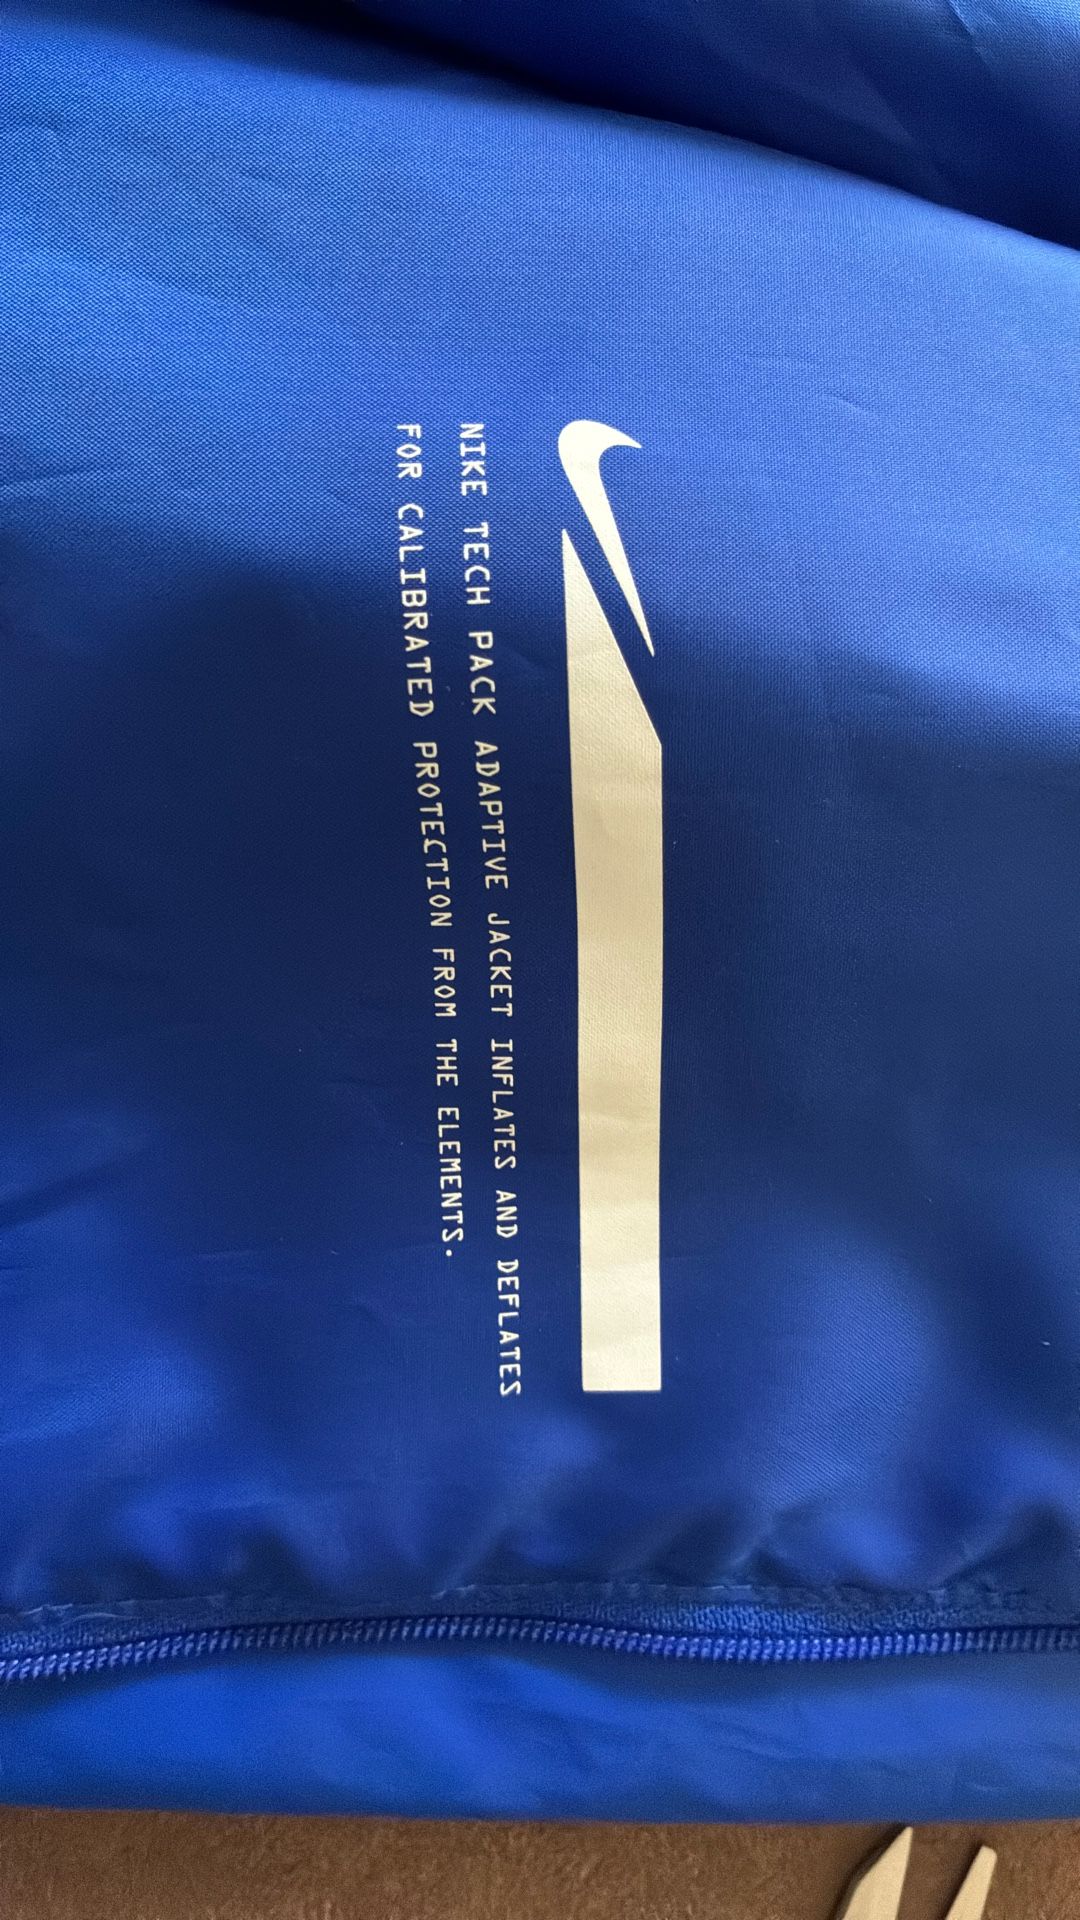 NIKE TECH PACK ADAPTIVE JACKET INFLATES AND DEFLATES
FOR CALIBRATED PROTECTION FROM THE ELEMENTS.